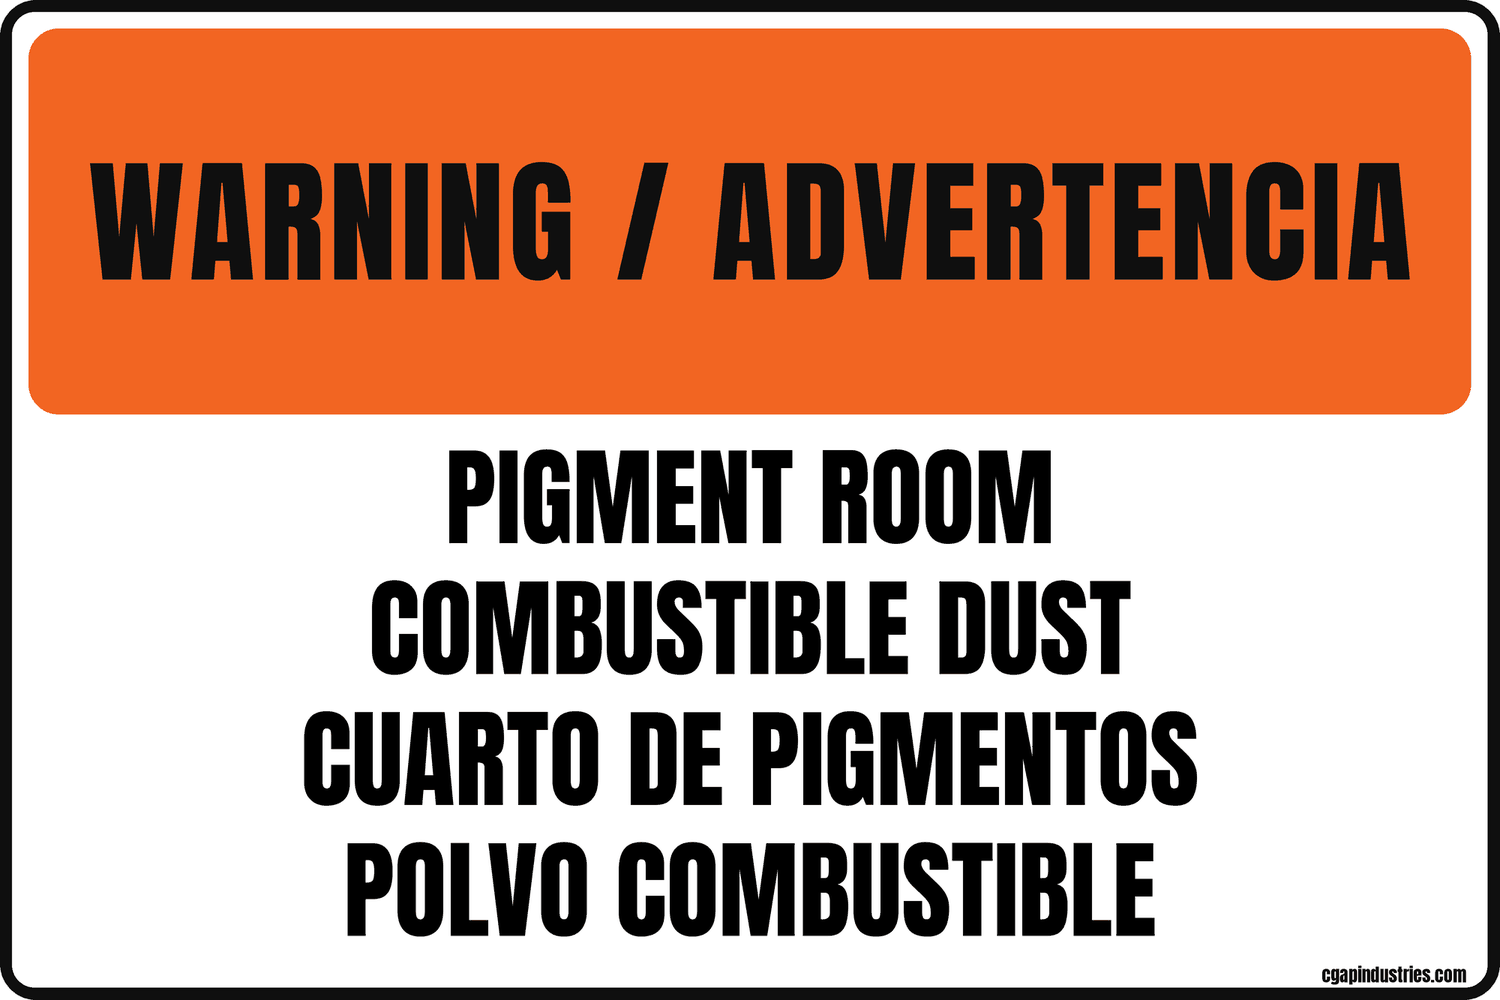 WARNING / ADVERTENCIA
PIGMENT ROOM
COMBUSTIBLE DUST
CUARTO DE PIGMENTOS
POLVO COMBUSTIBLE
cgapindustries.com